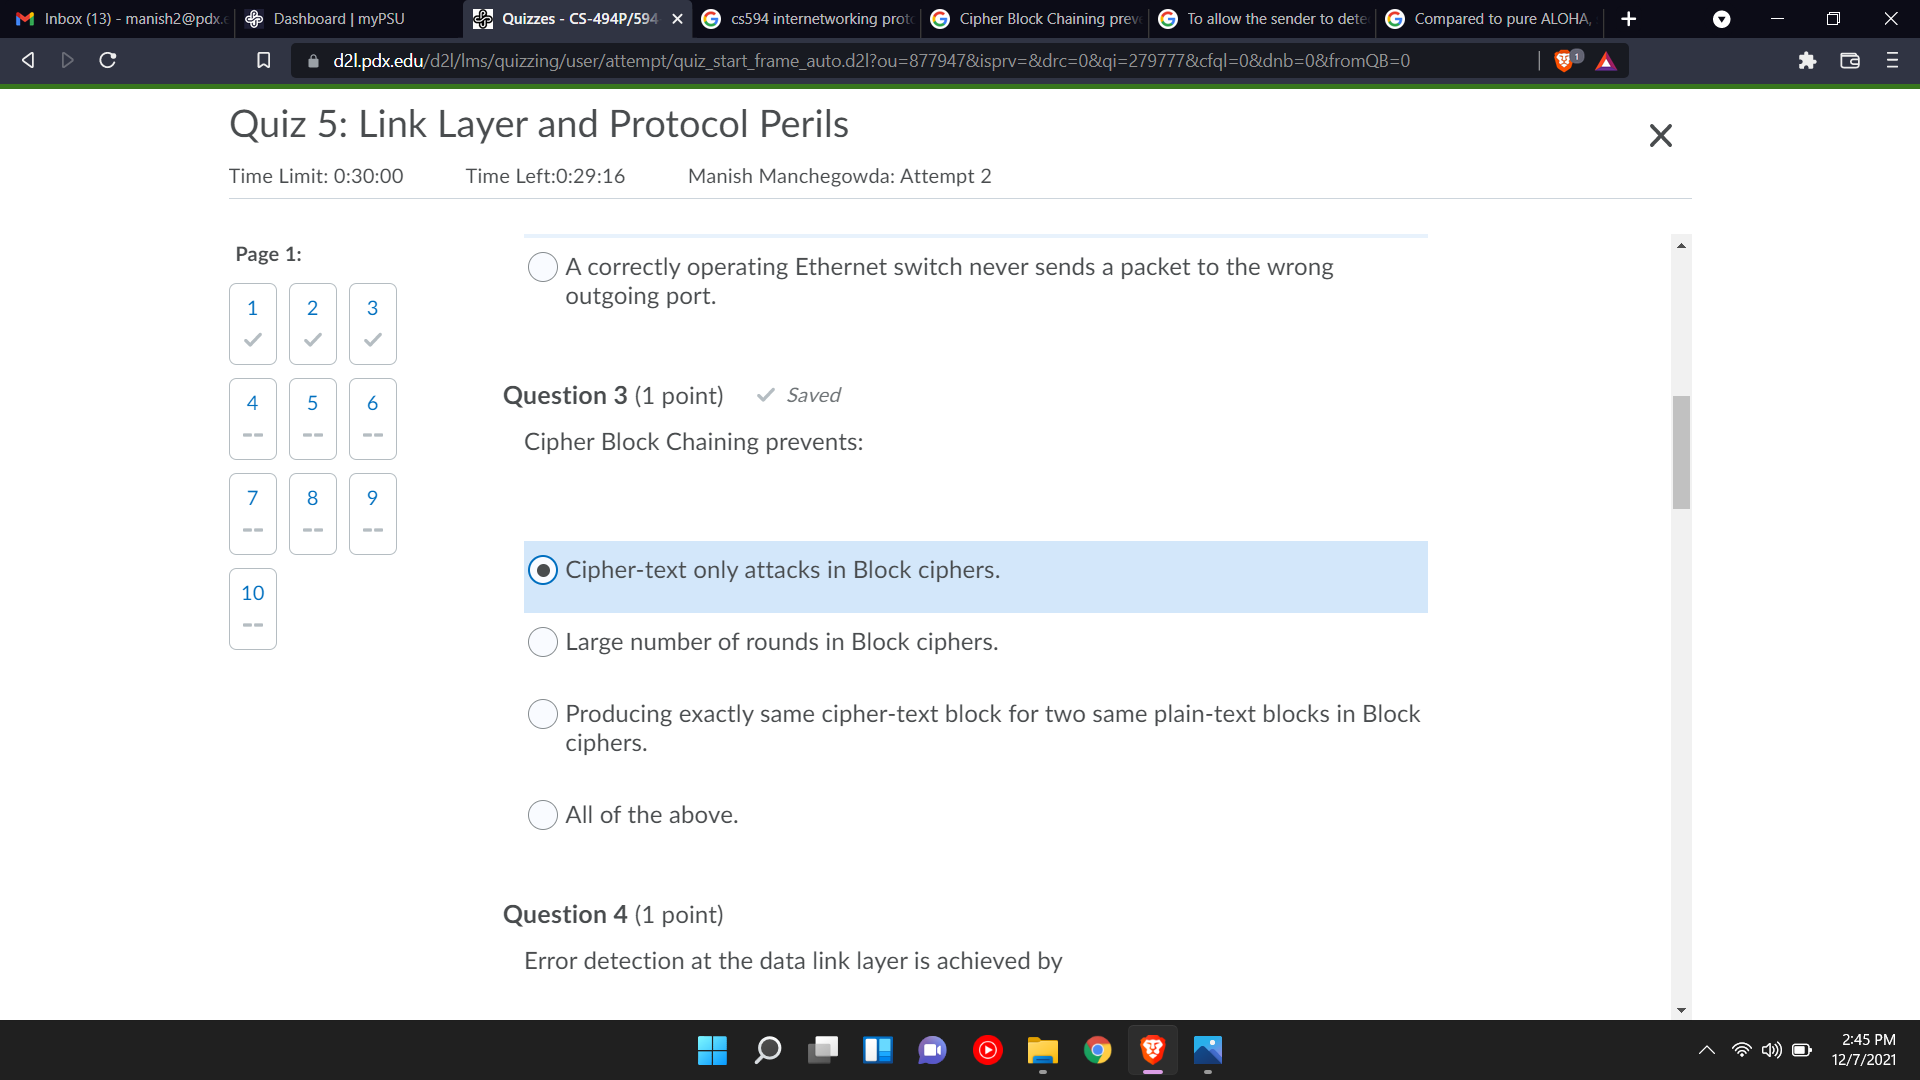 Inbox (13) - manish2@pdx.e
Dashboard | myPSU
Quizzes - CS-494P/594
cs594 internetworking proto
Cipher Block Chaining preve
To allow the sender to dete
Compared to pure ALOHA,
d2l.pdx.edu/d2l/lms/quizzing/user/attempt/quiz_start_frame_auto.d2l?ou=877947&isprv=&drc=0&qi=279777&cfql=0&dnb=0&fromQB=0
1
Quiz 5: Link Layer and Protocol Perils
Time Limit: 0:30:00 Time Left:0:29:16 Manish Manchegowda: Attempt 2
Page 1:
1 2 3
4 5 6
-- -- --
7 8 9
-- -- --
10
--
A correctly operating Ethernet switch never sends a packet to the wrong
outgoing port.
Question 3 (1 point) Saved
Cipher Block Chaining prevents:
Cipher-text only attacks in Block ciphers.
Large number of rounds in Block ciphers.
Producing exactly same cipher-text block for two same plain-text blocks in Block
ciphers.
All of the above.
Question 4 (1 point)
Error detection at the data link layer is achieved by
2:45 PM
12/7/2021